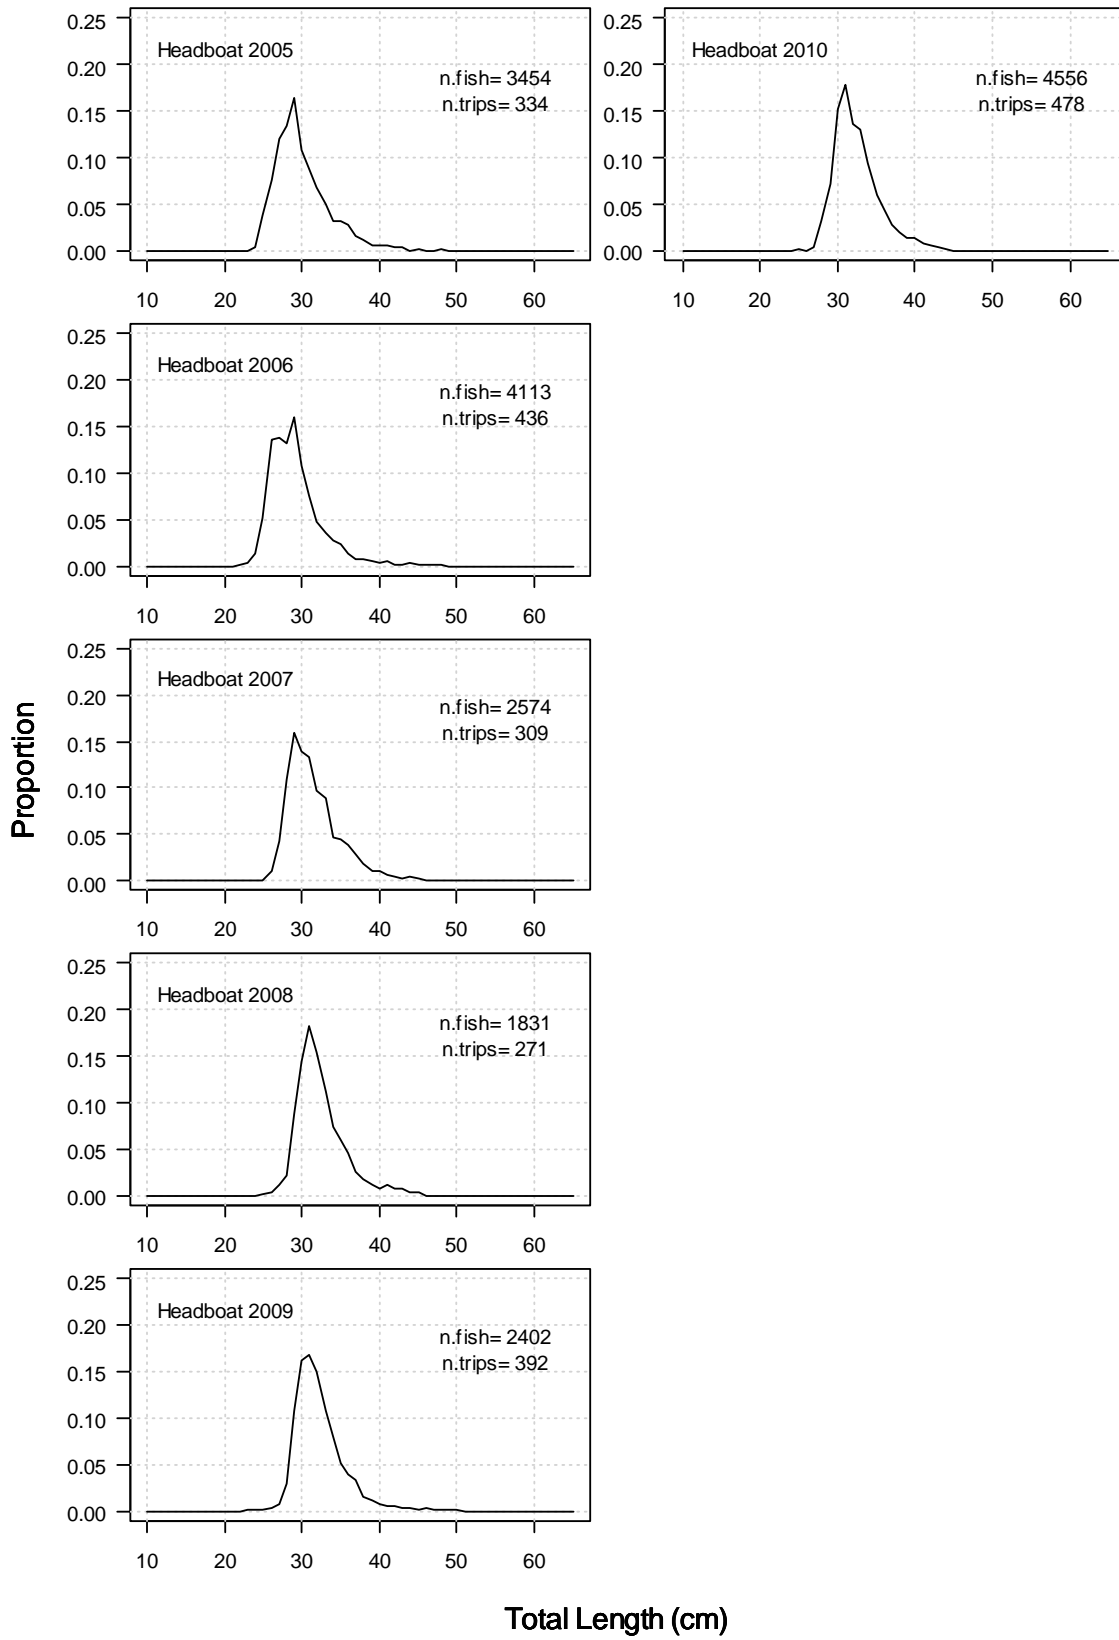 Headboat 2005
n.fish= 3454
n.trips= 334
0.25
0.20
0.15
0.10
0.05
0.00
10 20 30 40 50 60
Headboat 2010
n.fish= 4556
n.trips= 478
0.25
0.20
0.15
0.10
0.05
0.00
10 20 30 40 50 60
Headboat 2006
n.fish= 4113
n.trips= 436
0.25
0.20
0.15
0.10
0.05
0.00
10 20 30 40 50 60
Headboat 2007
n.fish= 2574
n.trips= 309
0.25
0.20
0.15
0.10
0.05
0.00
10 20 30 40 50 60
Headboat 2008
n.fish= 1831
n.trips= 271
0.25
0.20
0.15
0.10
0.05
0.00
10 20 30 40 50 60
Headboat 2009
n.fish= 2402
n.trips= 392
0.25
0.20
0.15
0.10
0.05
0.00
10 20 30 40 50 60
Proportion
Total Length (cm)